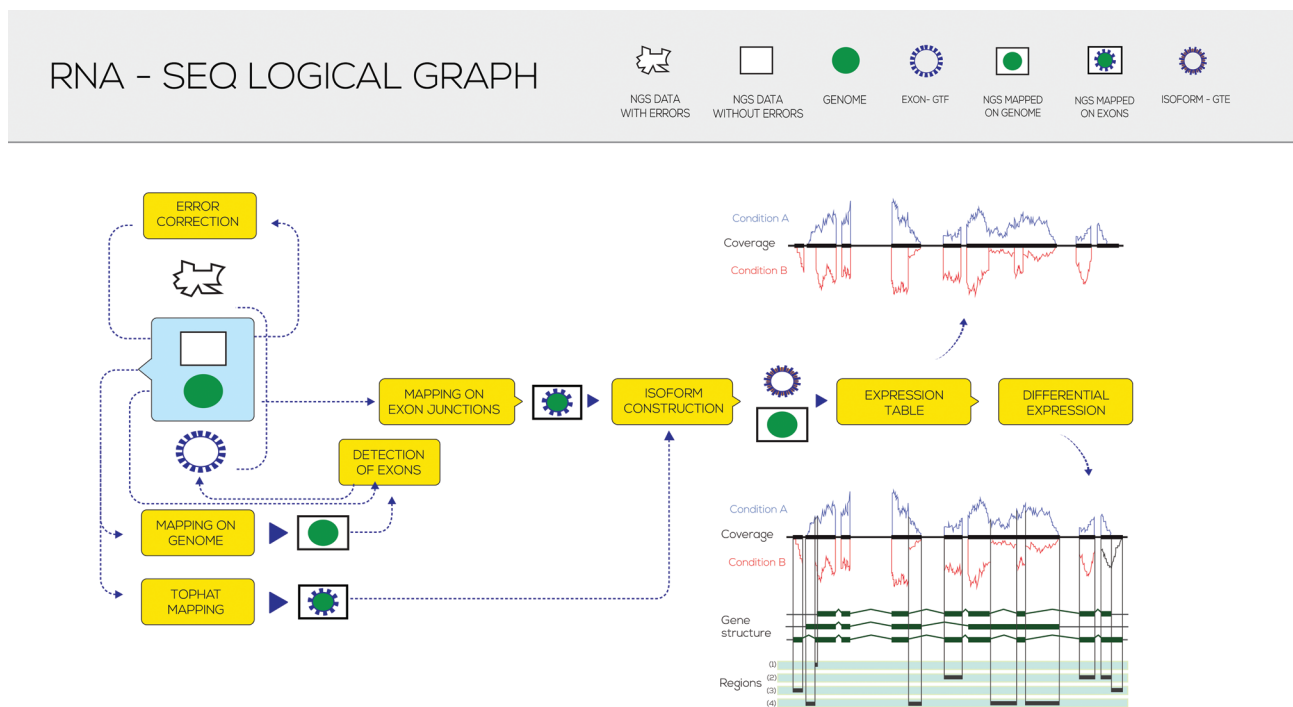 RNA - SEQ LOGICAL GRAPH
NGS DATA
WITH ERRORS
NGS DATA
WITHOUT ERRORS
GENOME
EXON- GTF
NGS MAPPED
ON GENOME
NGS MAPPED
ON EXONS
ISOFORM - GTE
ERROR
CORRECTION
MAPPING ON
EXON JUNCTIONS
DETECTION
OF EXONS
MAPPING ON
GENOME
TOPHAT
MAPPING
ISOFORM
CONSTRUCTION
EXPRESSION
TABLE
DIFFERENTIAL
EXPRESSION
Condition A
Coverage
Condition B
Condition A
Coverage
Condition B
Gene
structure
Regions
(1)
(2)
(3)
(4)